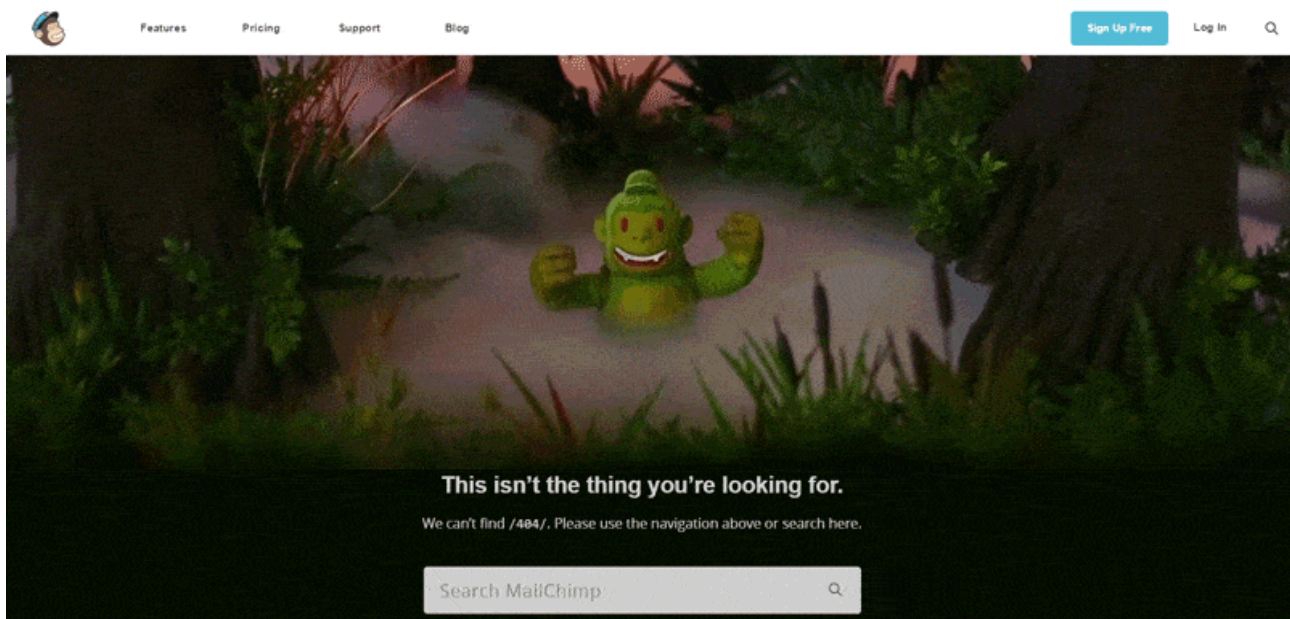 Features Pricing Support Blog Sign Up Free Log In
This isn't the thing you're looking for.
We can't find /404/. Please use the navigation above or search here.
Search MailChimp